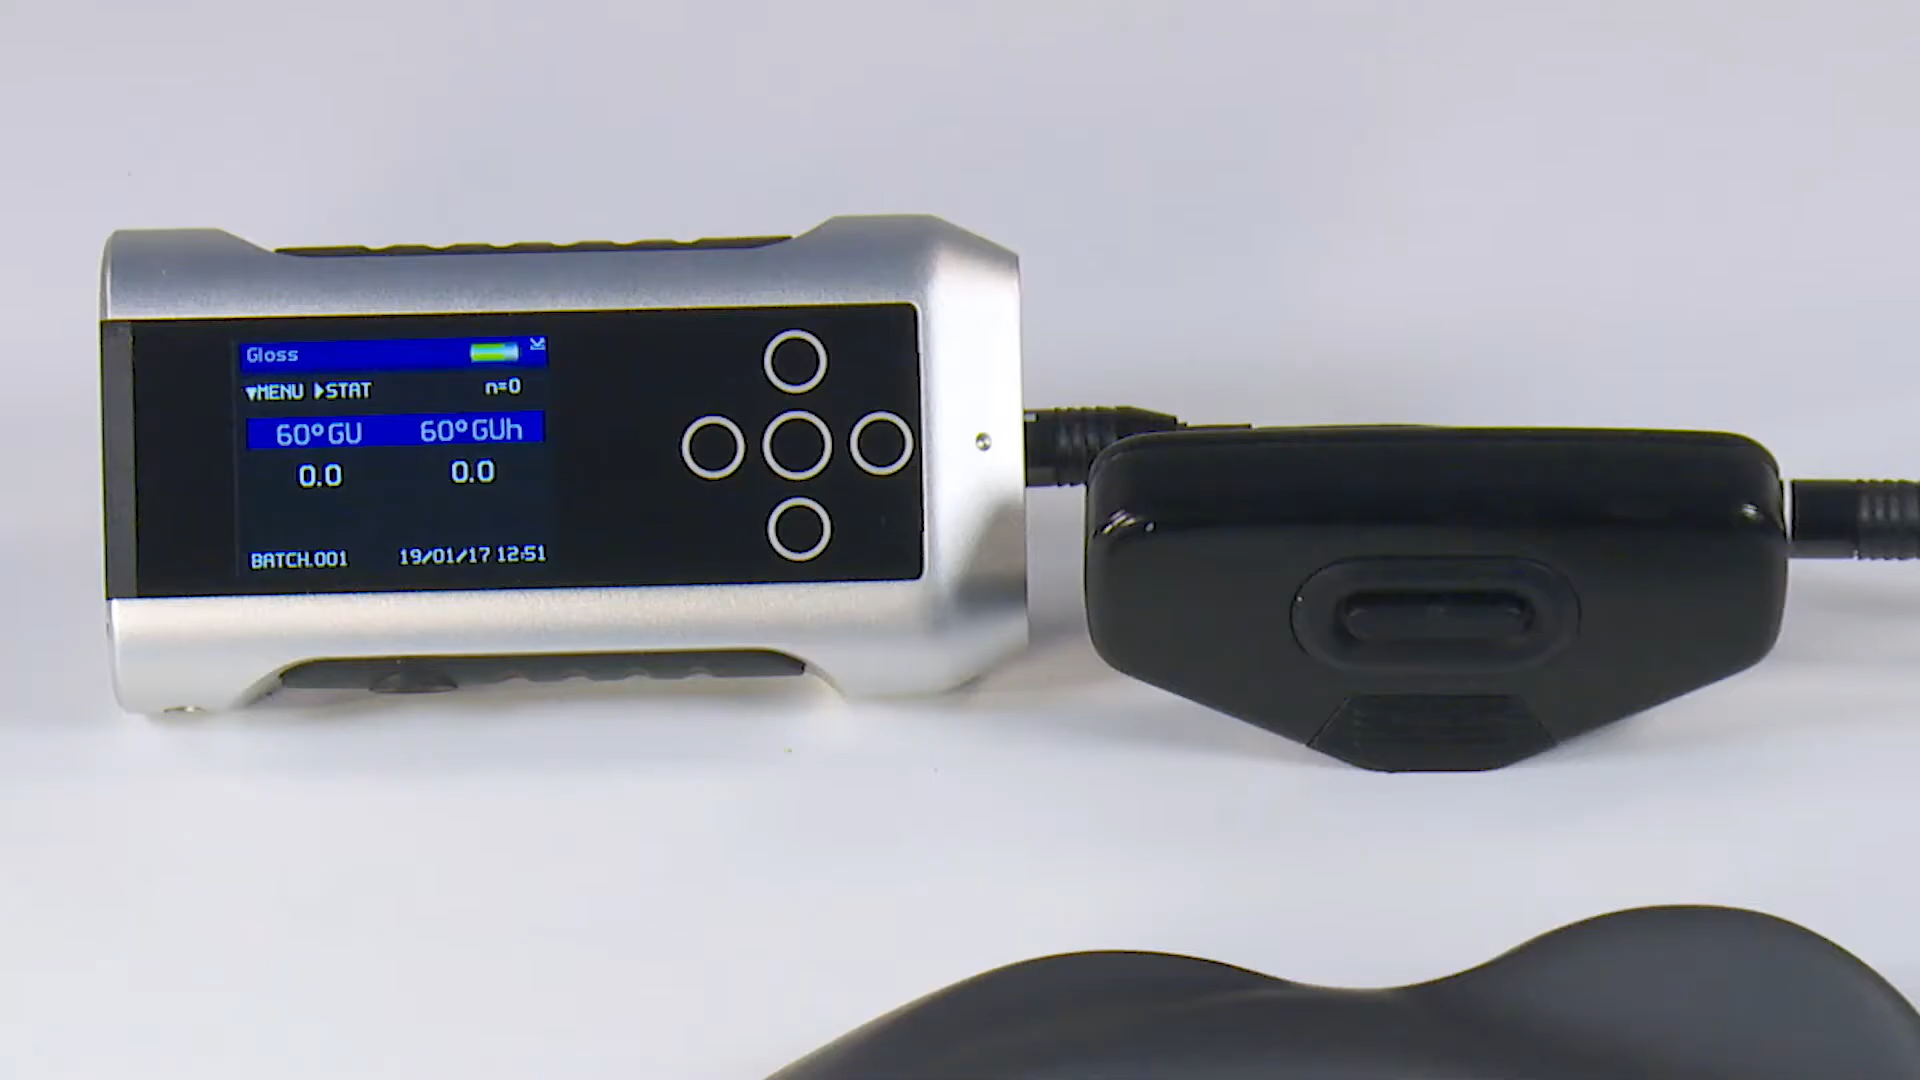 Gloss
▼MENU ▶STAT n=0
60°GU 60°GUh
0.0 0.0
BATCH.001 19/01/17 12:51